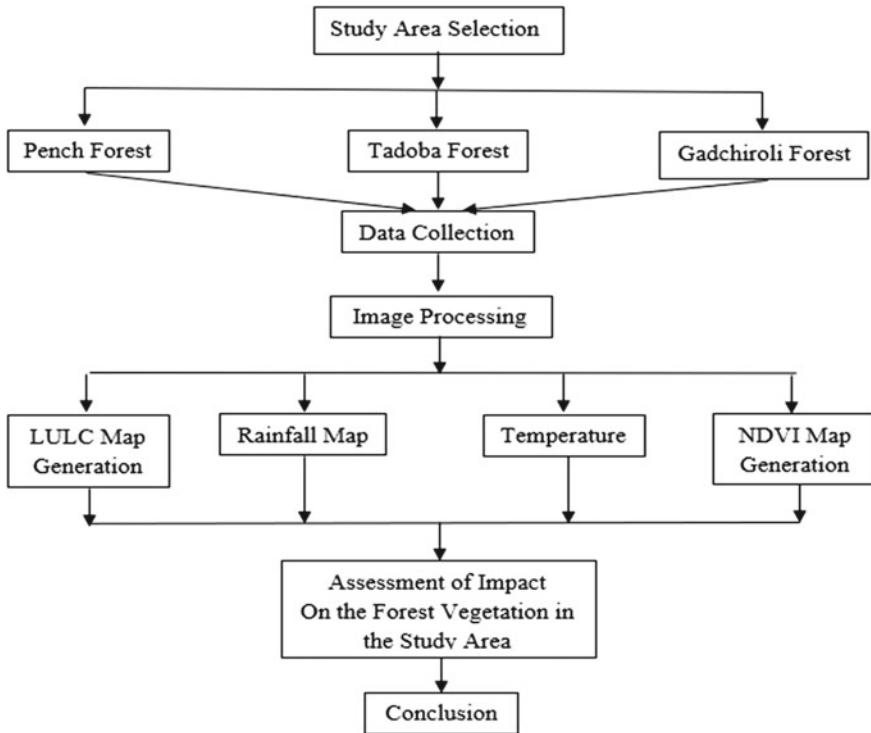 Study Area Selection
Pench Forest
Tadoba Forest
Gadchiroli Forest
Data Collection
Image Processing
LULC Map
Generation
Rainfall Map
Temperature
NDVI Map
Generation
Assessment of Impact
On the Forest Vegetation in
the Study Area
Conclusion